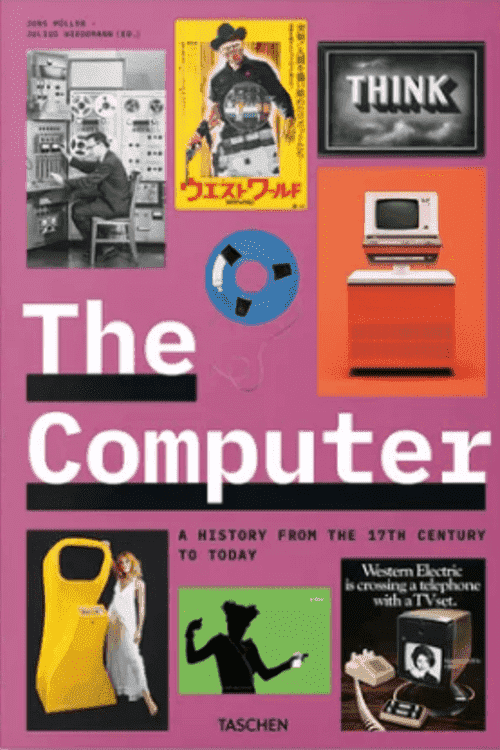 JENS MÜLLER -
JULIUS WIEDEMANN (ED.)
ウエストワールド
THINK
The
Computer
A HISTORY FROM THE 17TH CENTURY
TO TODAY
Western Electric
is crossing a telephone
with a TV set.
TASCHEN